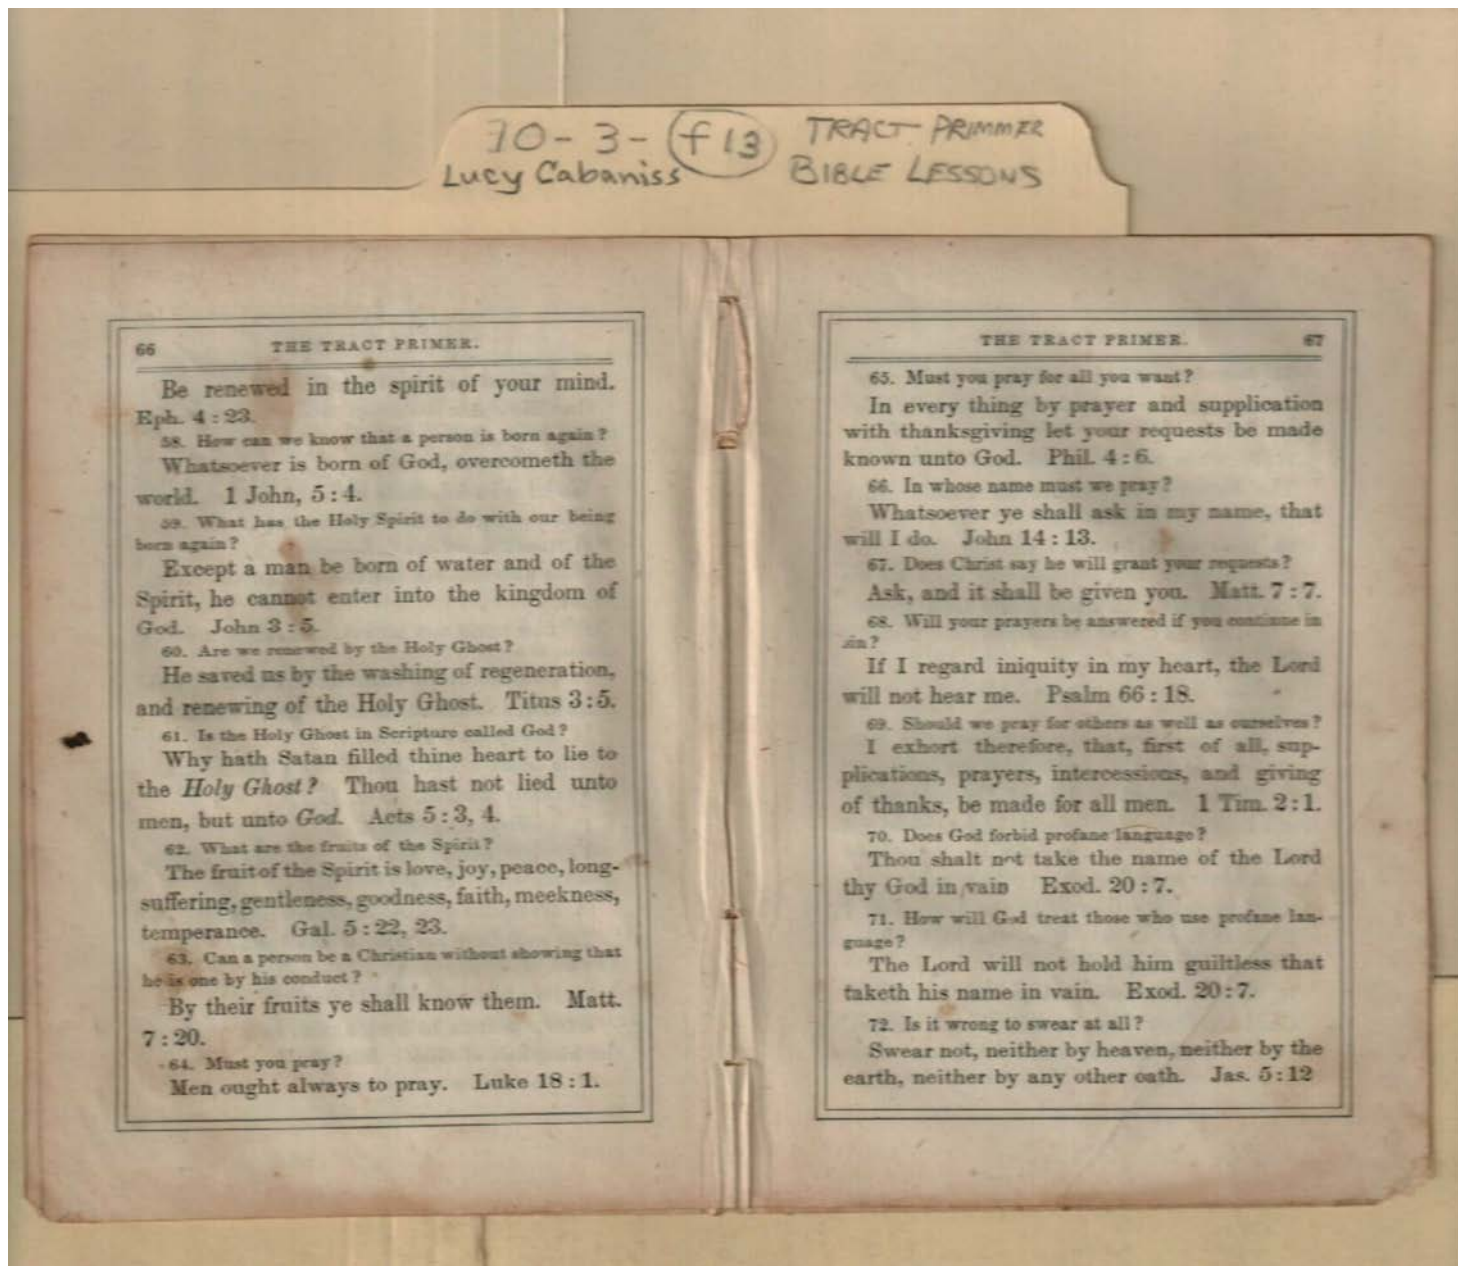 70-3-f13 TRACT PRIMMER
Lucy Cabaniss BIBLE LESSONS
66 THE TRACT PRIMER.
Be renewed in the spirit of your mind.
Eph. 4 : 23.
58. How can we know that a person is born again?
Whatsoever is born of God, overcometh the
world. 1 John, 5 : 4.
59. What has the Holy Spirit to do with our being
born again?
Except a man be born of water and of the
Spirit, he cannot enter into the kingdom of
God. John 3 : 5.
60. Are we renewed by the Holy Ghost?
He saved us by the washing of regeneration,
and renewing of the Holy Ghost. Titus 3 : 5.
61. Is the Holy Ghost in Scripture called God?
Why hath Satan filled thine heart to lie to
the Holy Ghost? Thou hast not lied unto
men, but unto God. Acts 5 : 3, 4.
62. What are the fruits of the Spirit?
The fruit of the Spirit is love, joy, peace, long-
suffering, gentleness, goodness, faith, meekness,
temperance. Gal. 5 : 22, 23.
63. Can a person be a Christian without showing that
he is one by his conduct?
By their fruits ye shall know them. Matt.
7 : 20.
64. Must you pray?
Men ought always to pray. Luke 18 : 1.
THE TRACT PRIMER. 67
65. Must you pray for all you want?
In every thing by prayer and supplication
with thanksgiving let your requests be made
known unto God. Phil. 4 : 6.
66. In whose name must we pray?
Whatsoever ye shall ask in my name, that
will I do. John 14 : 13.
67. Does Christ say he will grant your requests?
Ask, and it shall be given you. Matt. 7 : 7.
68. Will your prayers be answered if you continue in
sin?
If I regard iniquity in my heart, the Lord
will not hear me. Psalm 66 : 18.
69. Should we pray for others as well as ourselves?
I exhort therefore, that, first of all, sup-
plications, prayers, intercessions, and giving
of thanks, be made for all men. 1 Tim. 2 : 1.
70. Does God forbid profane language?
Thou shalt not take the name of the Lord
thy God in vain Exod. 20 : 7.
71. How will God treat those who use profane lan-
guage?
The Lord will not hold him guiltless that
taketh his name in vain. Exod. 20 : 7.
72. Is it wrong to swear at all?
Swear not, neither by heaven, neither by the
earth, neither by any other oath. Jas. 5 : 12